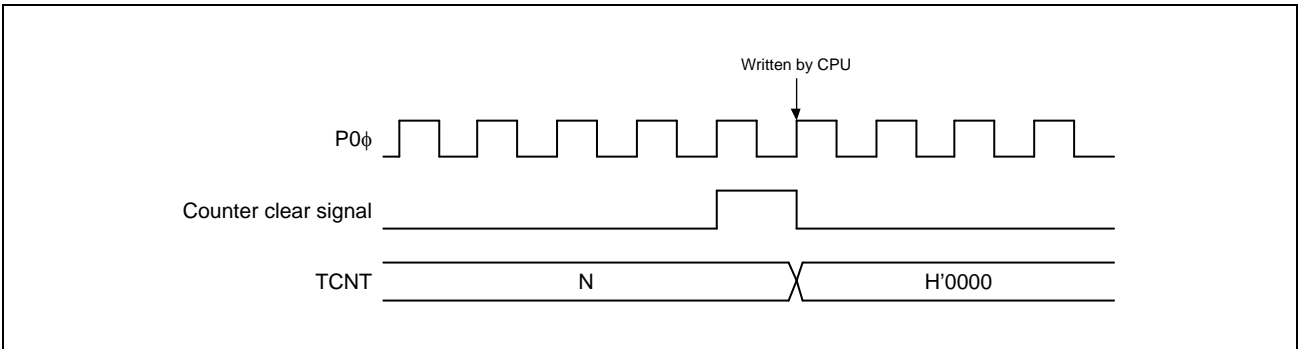 Written by CPU
P0ϕ
Counter clear signal
TCNT N H'0000